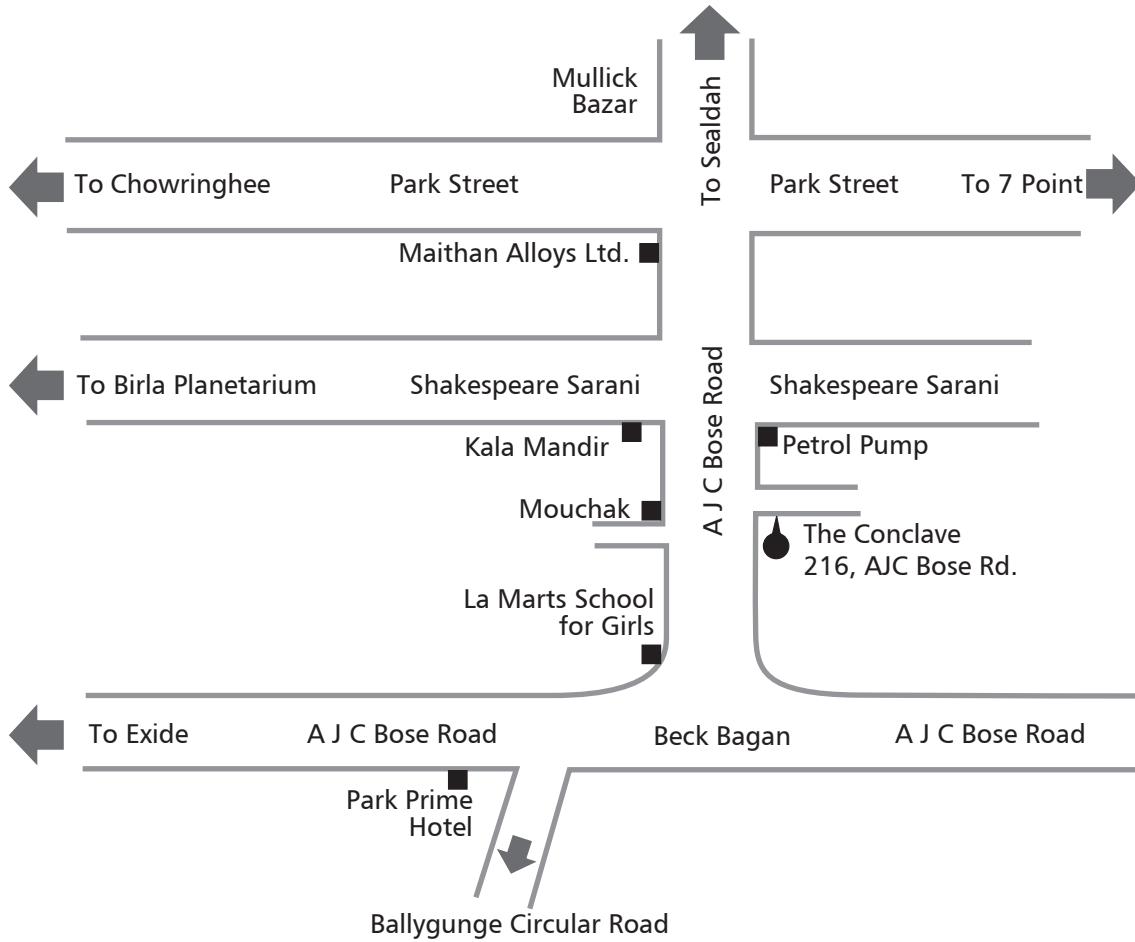 Mullick
Bazar
To Sealdah
To Chowringhee
Park Street
Park Street
To 7 Point
Maithan Alloys Ltd.
To Birla Planetarium
Shakespeare Sarani
A J C Bose Road
Shakespeare Sarani
Kala Mandir
Petrol Pump
Mouchak
The Conclave
216, AJC Bose Rd.
La Marts School
for Girls
To Exide
A J C Bose Road
Beck Bagan
A J C Bose Road
Park Prime
Hotel
Ballygunge Circular Road